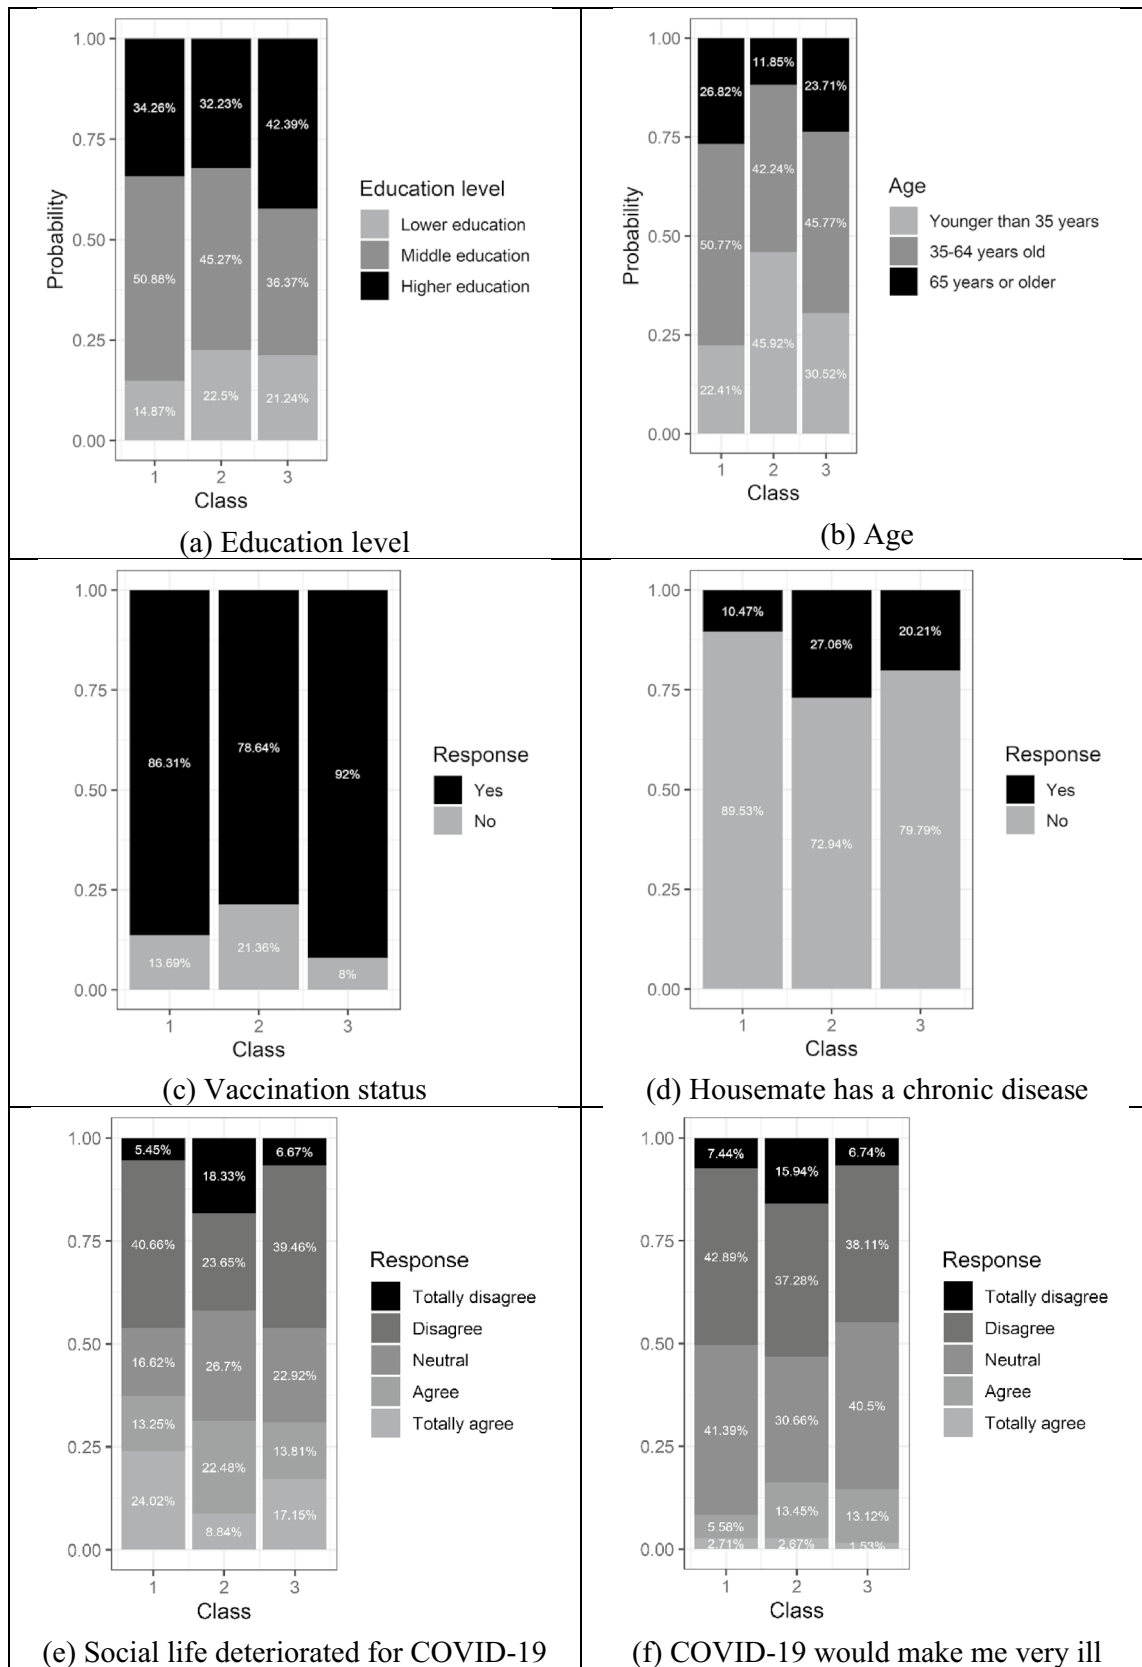 1.00
0.75
0.50
0.25
0.00
Probability
34.26%
32.23%
42.39%
50.88%
45.27%
36.37%
14.87%
22.5%
21.24%
1 2 3
Class
Education level
Lower education
Middle education
Higher education
(a) Education level
1.00
0.75
0.50
0.25
0.00
Probability
26.82%
11.85%
23.71%
50.77%
42.24%
45.77%
22.41%
45.92%
30.52%
1 2 3
Class
Age
Younger than 35 years
35-64 years old
65 years or older
(b) Age
1.00
0.75
0.50
0.25
0.00
86.31%
78.64%
92%
13.69%
21.36%
8%
1 2 3
Class
Response
Yes
No
(c) Vaccination status
1.00
0.75
0.50
0.25
0.00
10.47%
27.06%
20.21%
89.53%
72.94%
79.79%
1 2 3
Class
Response
Yes
No
(d) Housemate has a chronic disease
1.00
0.75
0.50
0.25
0.00
5.45%
18.33%
6.67%
40.66%
23.65%
39.46%
16.62%
26.7%
22.92%
13.25%
22.48%
13.81%
24.02%
8.84%
17.15%
1 2 3
Class
Response
Totally disagree
Disagree
Neutral
Agree
Totally agree
(e) Social life deteriorated for COVID-19
1.00
0.75
0.50
0.25
0.00
7.44%
15.94%
6.74%
42.89%
37.28%
38.11%
41.39%
30.66%
40.5%
5.58%
13.45%
13.12%
2.71%
2.67%
1.53%
1 2 3
Class
Response
Totally disagree
Disagree
Neutral
Agree
Totally agree
(f) COVID-19 would make me very ill